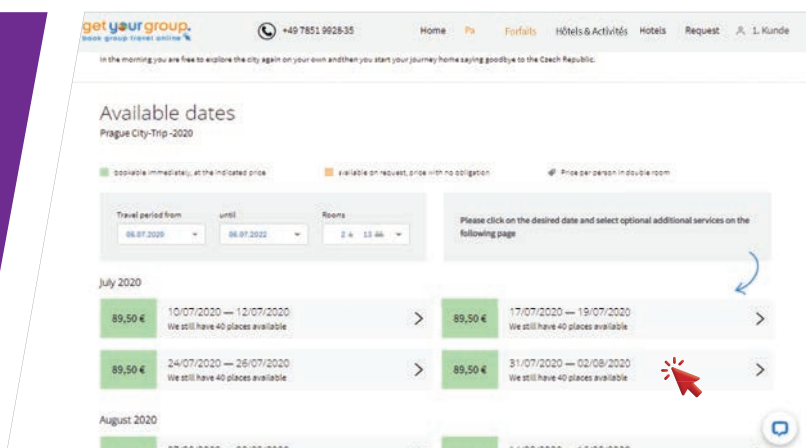 get your group.
book group travel online
+49 7851 9928-35
Home Pa Forfaits Hôtels & Activités Hotels Request 1. Kunde
In the morning you are free to explore the city again on your own andthen you start your journey home saying goodbye to the Czech Republic.
Available dates
Prague City-Trip -2020
bookable immediately, at the indicated price
available on request, price with no obligation
Price per person in double room
Travel period from until Rooms
06.07.2020 06.07.2022 2 13
Please click on the desired date and select optional additional services on the
following page
July 2020
89,50 € 10/07/2020 — 12/07/2020
We still have 40 places available
89,50 € 17/07/2020 — 19/07/2020
We still have 40 places available
89,50 € 24/07/2020 — 26/07/2020
We still have 40 places available
89,50 € 31/07/2020 — 02/08/2020
We still have 40 places available
August 2020